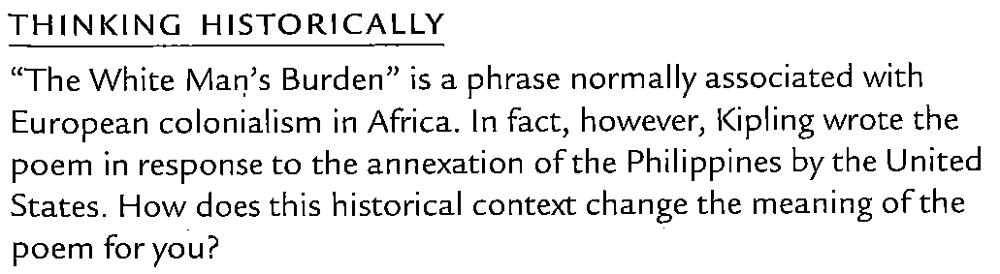 THINKING HISTORICALLY
“The White Man’s Burden” is a phrase normally associated with
European colonialism in Africa. In fact, however, Kipling wrote the
poem in response to the annexation of the Philippines by the United
States. How does this historical context change the meaning of the
poem for you?